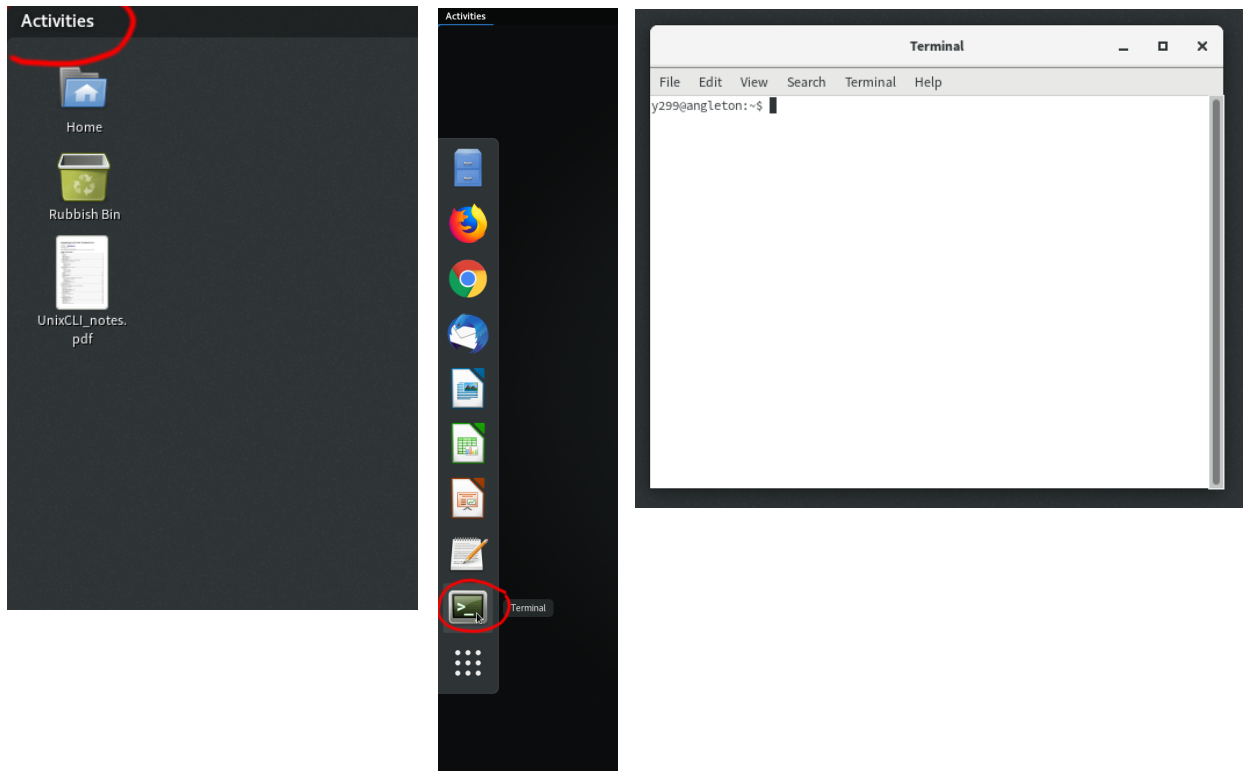 Activities
Home
Rubbish Bin
UnixCLI_notes.
pdf
Activities
>_
Terminal
Terminal
File Edit View Search Terminal Help
y299@angleton:~$